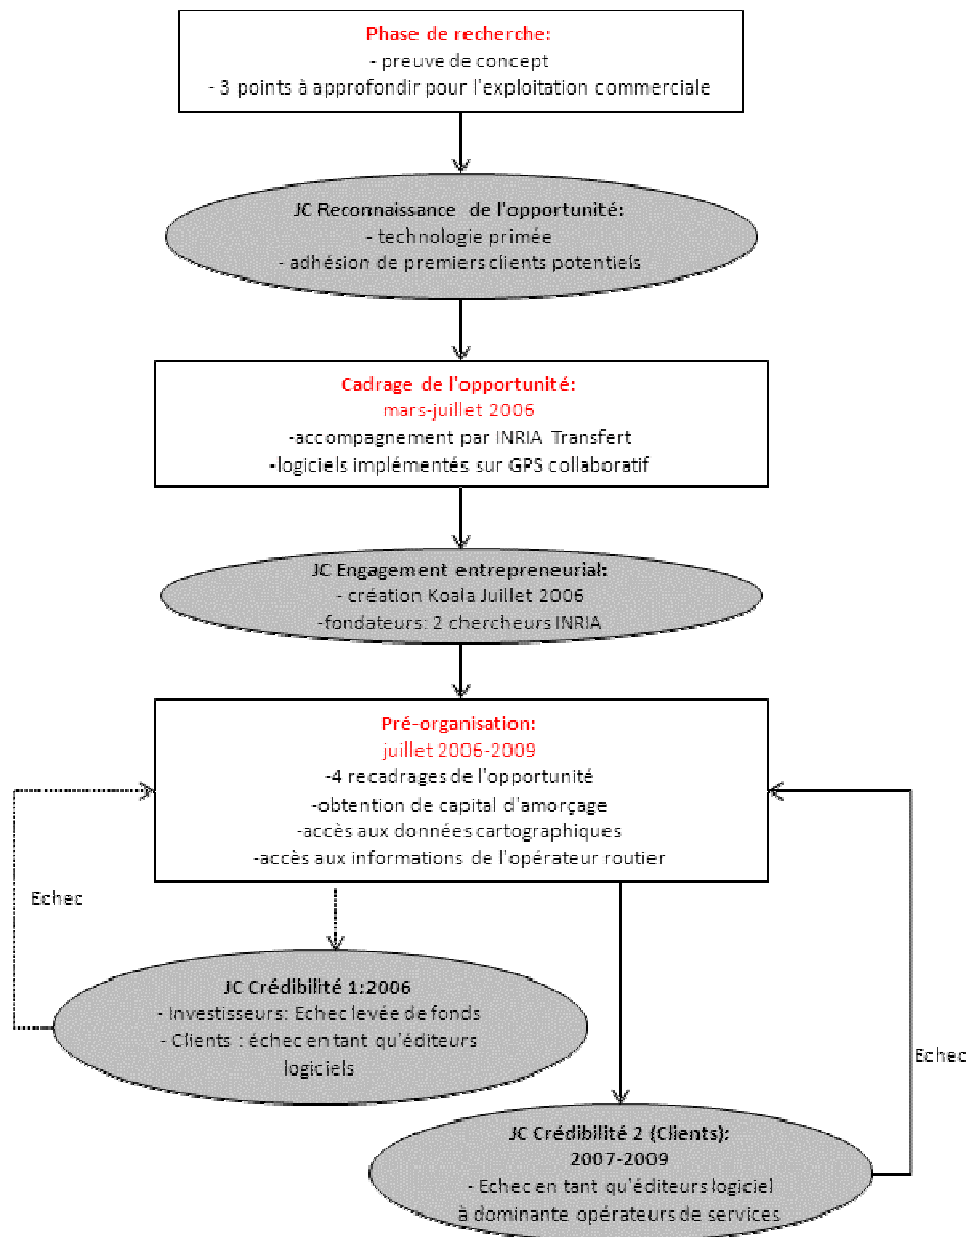 Phase de recherche:
- preuve de concept
- 3 points à approfondir pour l'exploitation commerciale
JC Reconnaissance de l'opportunité:
- technologie primée
- adhésion de premiers clients potentiels
Cadrage de l'opportunité:
mars-juillet 2006
-accompagnement par INRIA Transfert
-logiciels implémentés sur GPS collaboratif
JC Engagement entrepreneurial:
- création Koala Juillet 2006
-fondateurs: 2 chercheurs INRIA
Pré-organisation:
juillet 2006-2009
-4 recadrages de l'opportunité
-obtention de capital d'amorçage
-accès aux données cartographiques
-accès aux informations de l'opérateur routier
Echec
JC Crédibilité 1:2006
- Investisseurs: Echec levée de fonds
- Clients : échec en tant qu'éditeurs
logiciels
Echec
JC Crédibilité 2 (Clients):
2007-2009
- Echec en tant qu'éditeurs logiciel
à dominante opérateurs de services